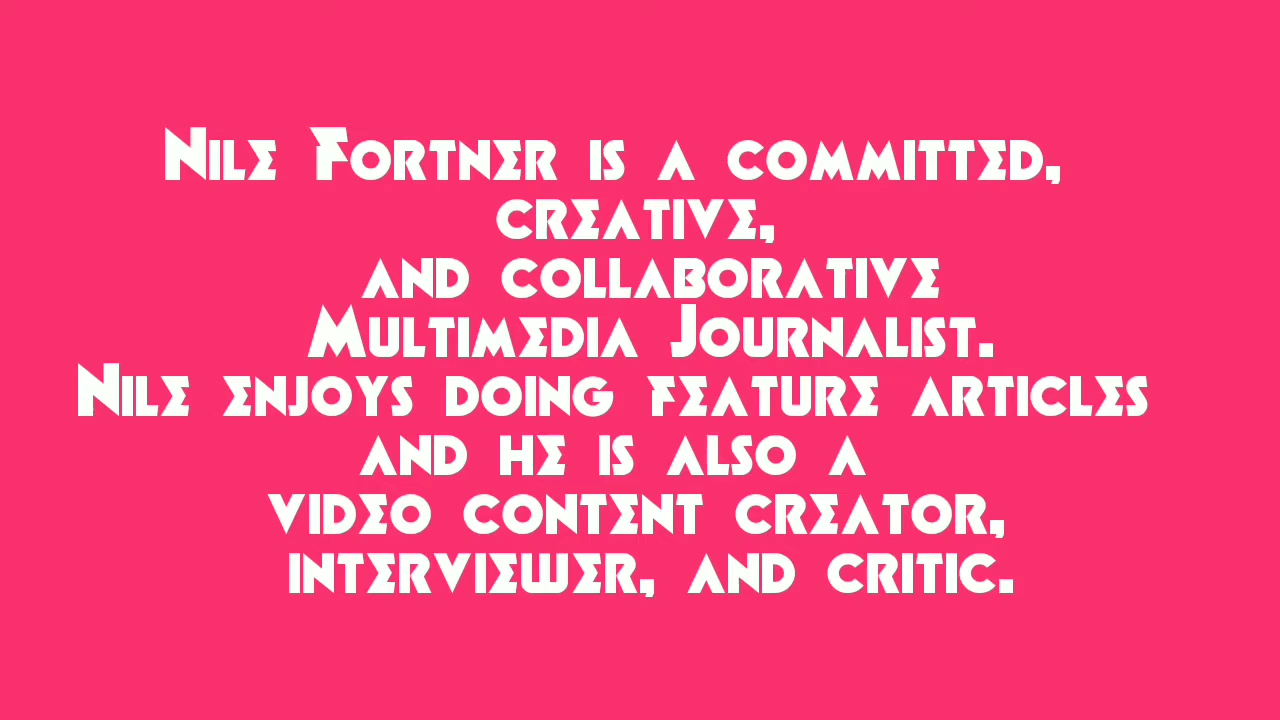 Nile Fortner is a committed,
creative,
and collaborative
Multimedia Journalist.
Nile enjoys doing feature articles
and he is also a
video content creator,
interviewer, and critic.